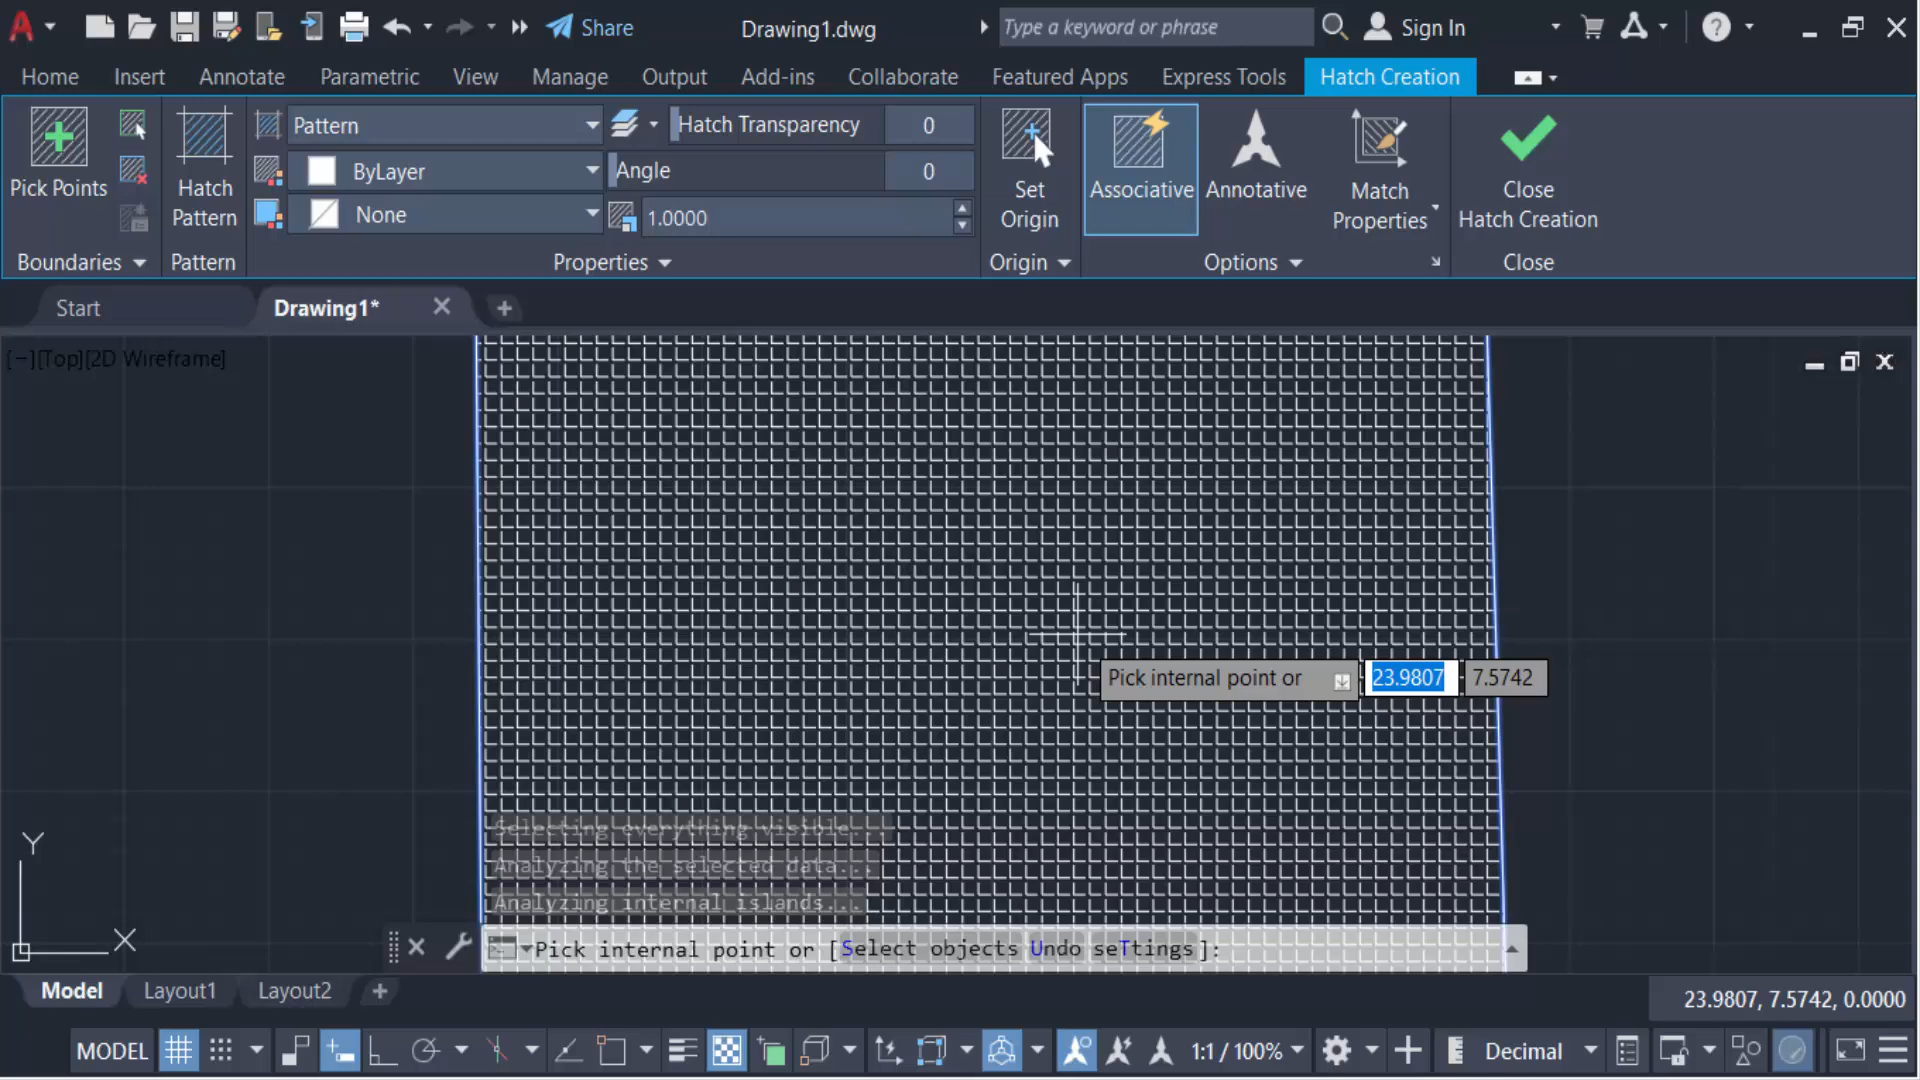 Share
Drawing1.dwg
Type a keyword or phrase
Sign In
Home
Insert
Annotate
Parametric
View
Manage
Output
Add-ins
Collaborate
Featured Apps
Express Tools
Hatch Creation
Pick Points
Hatch
Pattern
Pattern
ByLayer
None
Hatch Transparency
0
Angle
0
1.0000
Set
Origin
Associative
Annotative
Match
Properties
Close
Hatch Creation
Boundaries
Pattern
Properties
Origin
Options
Close
Start
Drawing1*
[−][Top][2D Wireframe]
Pick internal point or
23.9807
7.5742
Selecting everything visible...
Analyzing the selected data...
Analyzing internal islands...
Y
X
Pick internal point or [Select objects Undo seTtings]:
Model
Layout1
Layout2
23.9807, 7.5742, 0.0000
MODEL
1:1 / 100%
Decimal